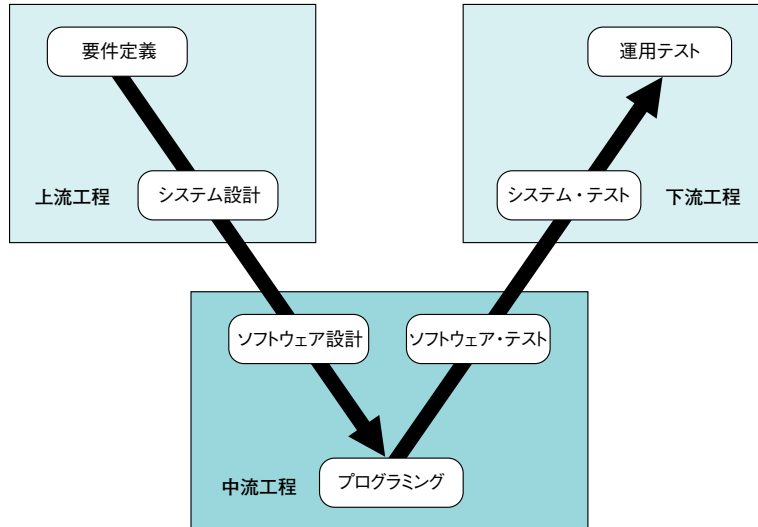 要件定義
運用テスト
上流工程
システム設計
システム・テスト
下流工程
ソフトウェア設計
ソフトウェア・テスト
中流工程
プログラミング